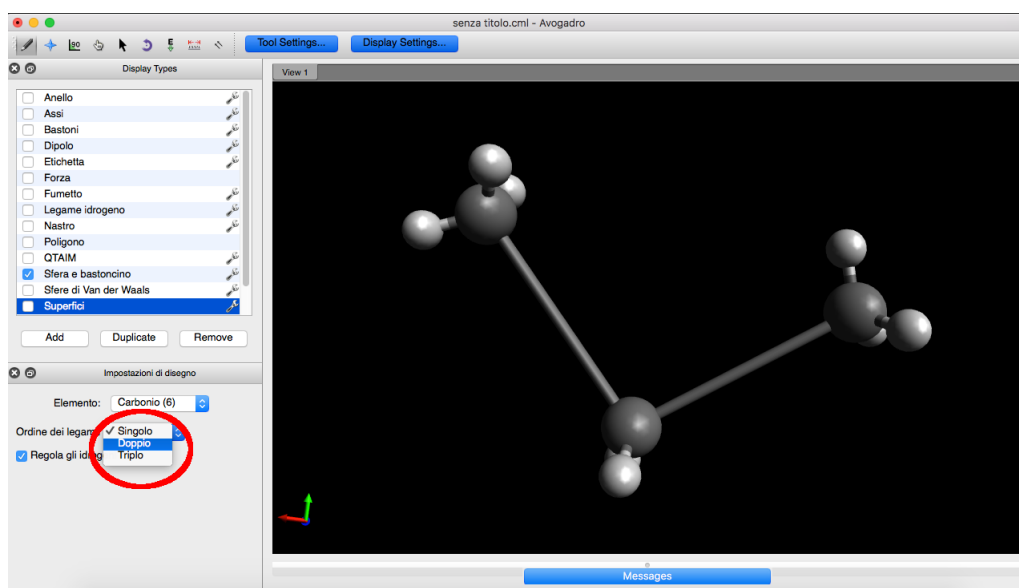 senza titolo.cml - Avogadro
90
E
H--H
Tool Settings...
Display Settings...
Display Types
View 1
Anello
Assi
Bastoni
Dipolo
Etichetta
Forza
Fumetto
Legame idrogeno
Nastro
Poligono
QTAIM
Sfera e bastoncino
Sfere di Van der Waals
Superfici
Add Duplicate Remove
Impostazioni di disegno
Elemento: Carbonio (6)
Ordine dei legam ✓ Singolo
Doppio
Regola gli idrog Triplo
Messages